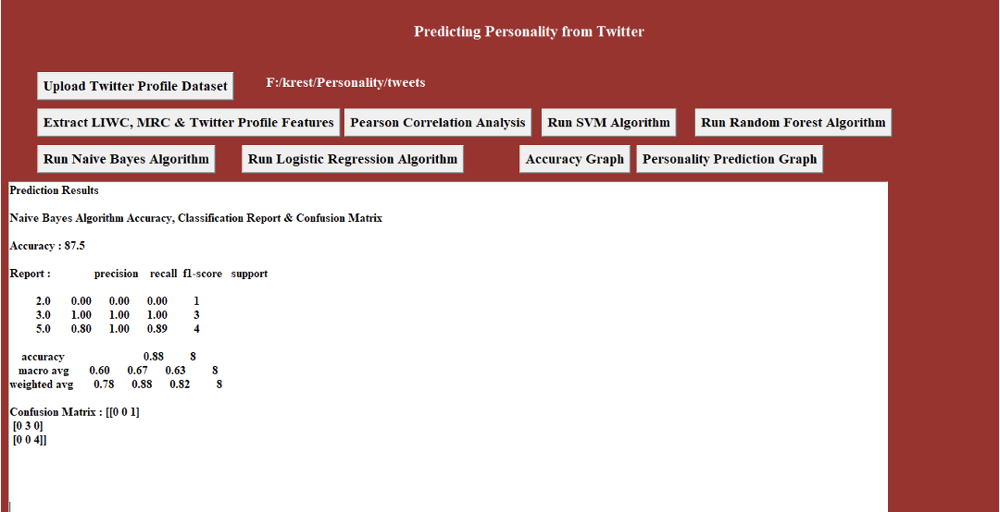 Predicting Personality from Twitter
Upload Twitter Profile Dataset F:/krest/Personality/tweets
Extract LIWC, MRC & Twitter Profile Features Pearson Correlation Analysis Run SVM Algorithm Run Random Forest Algorithm
Run Naive Bayes Algorithm Run Logistic Regression Algorithm Accuracy Graph Personality Prediction Graph
Prediction Results
Naive Bayes Algorithm Accuracy, Classification Report & Confusion Matrix
Accuracy : 87.5
Report : precision recall f1-score support
2.0 0.00 0.00 0.00 1
3.0 1.00 1.00 1.00 3
5.0 0.80 1.00 0.89 4
accuracy 0.88 8
macro avg 0.60 0.67 0.63 8
weighted avg 0.78 0.88 0.82 8
Confusion Matrix : [[0 0 1]
[0 3 0]
[0 0 4]]